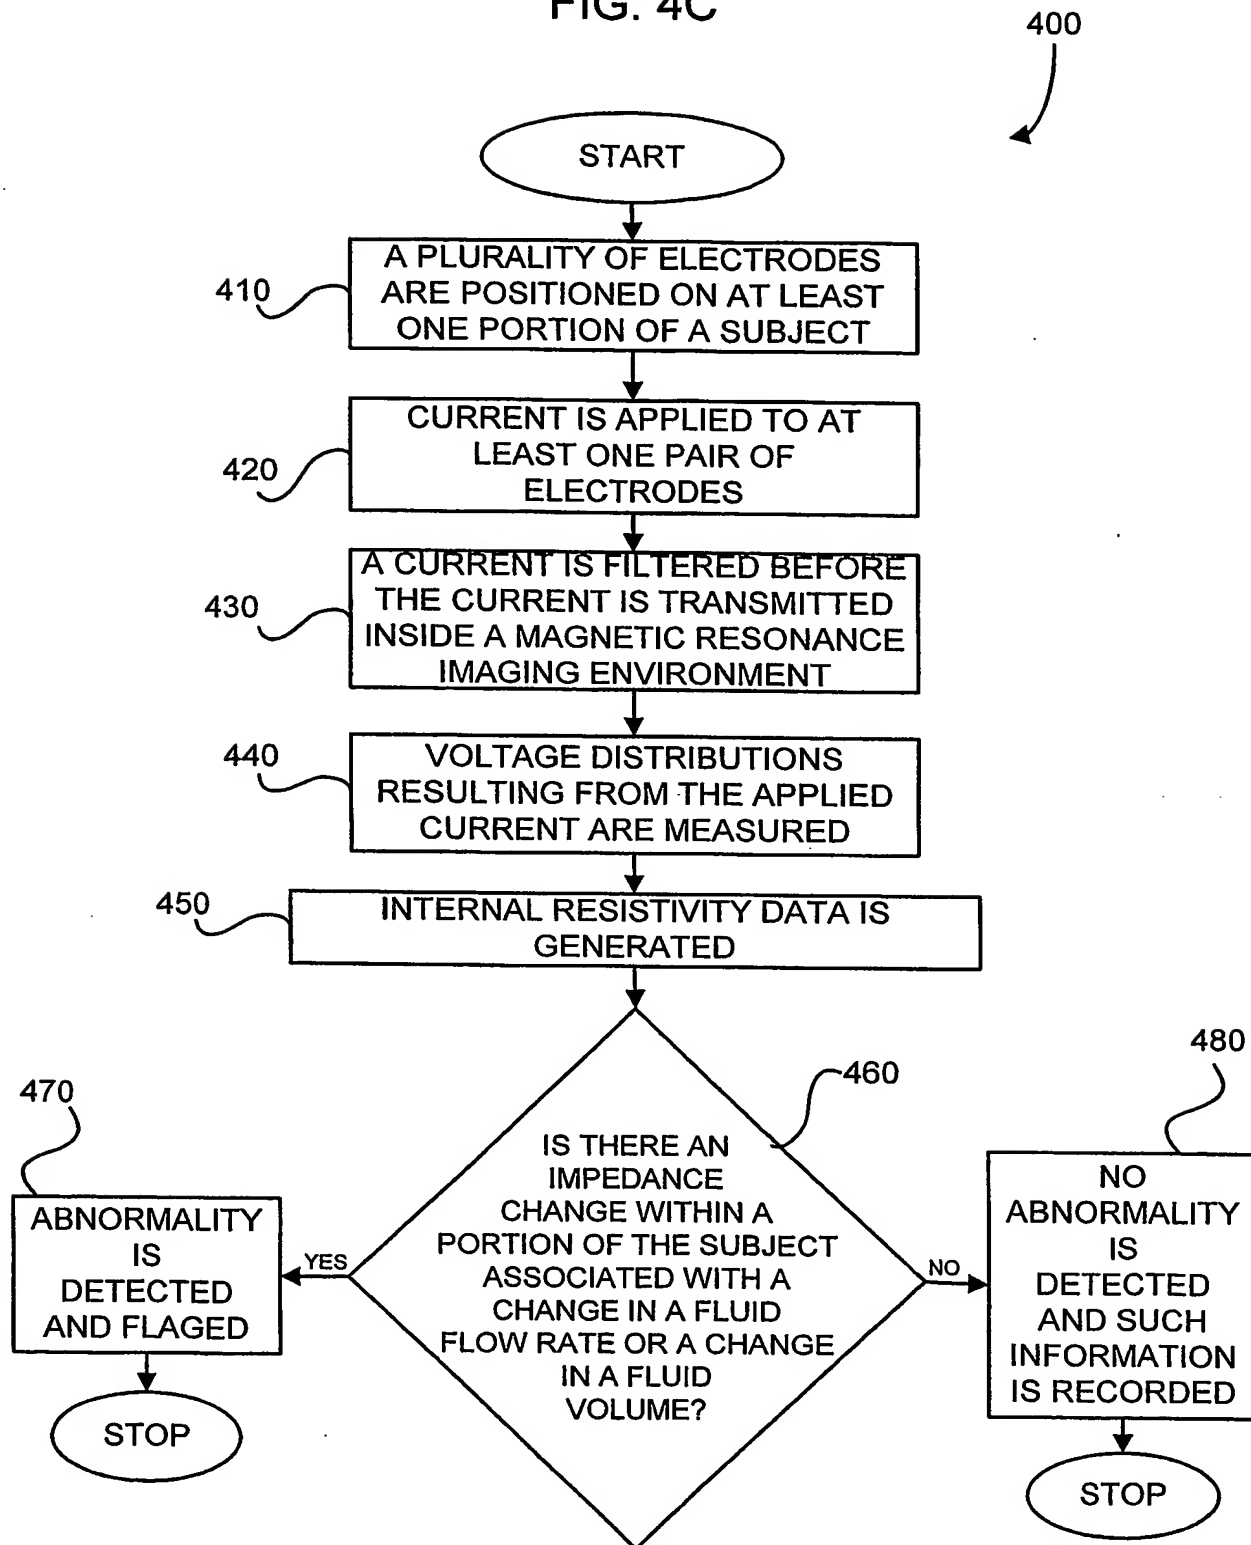 FIG. 4C
400
START
410
A PLURALITY OF ELECTRODES
ARE POSITIONED ON AT LEAST
ONE PORTION OF A SUBJECT
420
CURRENT IS APPLIED TO AT
LEAST ONE PAIR OF
ELECTRODES
430
A CURRENT IS FILTERED BEFORE
THE CURRENT IS TRANSMITTED
INSIDE A MAGNETIC RESONANCE
IMAGING ENVIRONMENT
440
VOLTAGE DISTRIBUTIONS
RESULTING FROM THE APPLIED
CURRENT ARE MEASURED
450
INTERNAL RESISTIVITY DATA IS
GENERATED
460
IS THERE AN
IMPEDANCE
CHANGE WITHIN A
PORTION OF THE SUBJECT
ASSOCIATED WITH A
CHANGE IN A FLUID
FLOW RATE OR A CHANGE
IN A FLUID
VOLUME?
YES
470
ABNORMALITY
IS
DETECTED
AND FLAGED
STOP
NO
480
NO
ABNORMALITY
IS
DETECTED
AND SUCH
INFORMATION
IS RECORDED
STOP